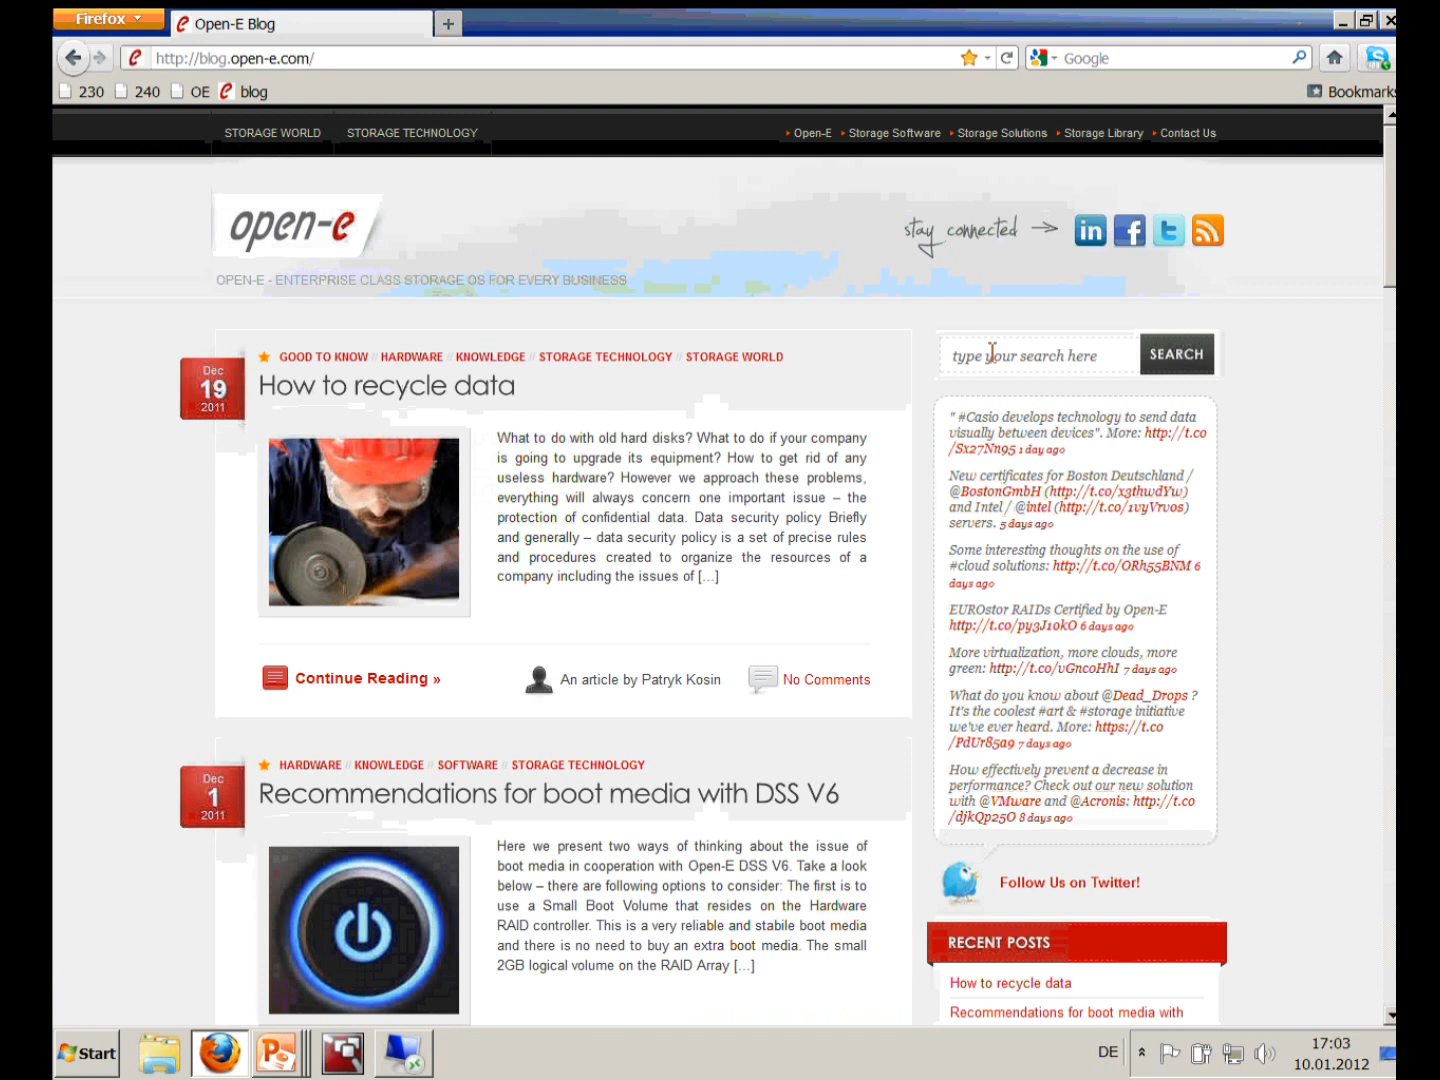 Firefox
Open-E Blog
http://blog.open-e.com/
Google
230
240
OE
blog
Bookmarks
STORAGE WORLD
STORAGE TECHNOLOGY
Open-E
Storage Software
Storage Solutions
Storage Library
Contact Us
open-e
stay connected
OPEN-E - ENTERPRISE CLASS STORAGE OS FOR EVERY BUSINESS
Dec
19
2011
GOOD TO KNOW // HARDWARE // KNOWLEDGE // STORAGE TECHNOLOGY // STORAGE WORLD
How to recycle data
What to do with old hard disks? What to do if your company
is going to upgrade its equipment? How to get rid of any
useless hardware? However we approach these problems,
everything will always concern one important issue – the
protection of confidential data. Data security policy Briefly
and generally – data security policy is a set of precise rules
and procedures created to organize the resources of a
company including the issues of [...]
Continue Reading »
An article by Patryk Kosin
No Comments
Dec
1
2011
HARDWARE // KNOWLEDGE // SOFTWARE // STORAGE TECHNOLOGY
Recommendations for boot media with DSS V6
Here we present two ways of thinking about the issue of
boot media in cooperation with Open-E DSS V6. Take a look
below – there are following options to consider: The first is to
use a Small Boot Volume that resides on the Hardware
RAID controller. This is a very reliable and stabile boot media
and there is no need to buy an extra boot media. The small
2GB logical volume on the RAID Array [...]
type your search here
SEARCH
" #Casio develops technology to send data
visually between devices". More: http://t.co
/Sx27Nn95 1 day ago
New certificates for Boston Deutschland /
@BostonGmbH (http://t.co/x3thwdYw)
and Intel / @intel (http://t.co/1vyVrvos)
servers. 5 days ago
Some interesting thoughts on the use of
#cloud solutions: http://t.co/ORh55BNM 6
days ago
EUROstor RAIDs Certified by Open-E
http://t.co/py3J1okO 6 days ago
More virtualization, more clouds, more
green: http://t.co/vGncoHhI 7 days ago
What do you know about @Dead_Drops ?
It's the coolest #art & #storage initiative
we've ever heard. More: https://t.co
/PdUr85a9 7 days ago
How effectively prevent a decrease in
performance? Check out our new solution
with @VMware and @Acronis: http://t.co
/djkQp25O 8 days ago
Follow Us on Twitter!
RECENT POSTS
How to recycle data
Recommendations for boot media with
Start
DE
17:03
10.01.2012